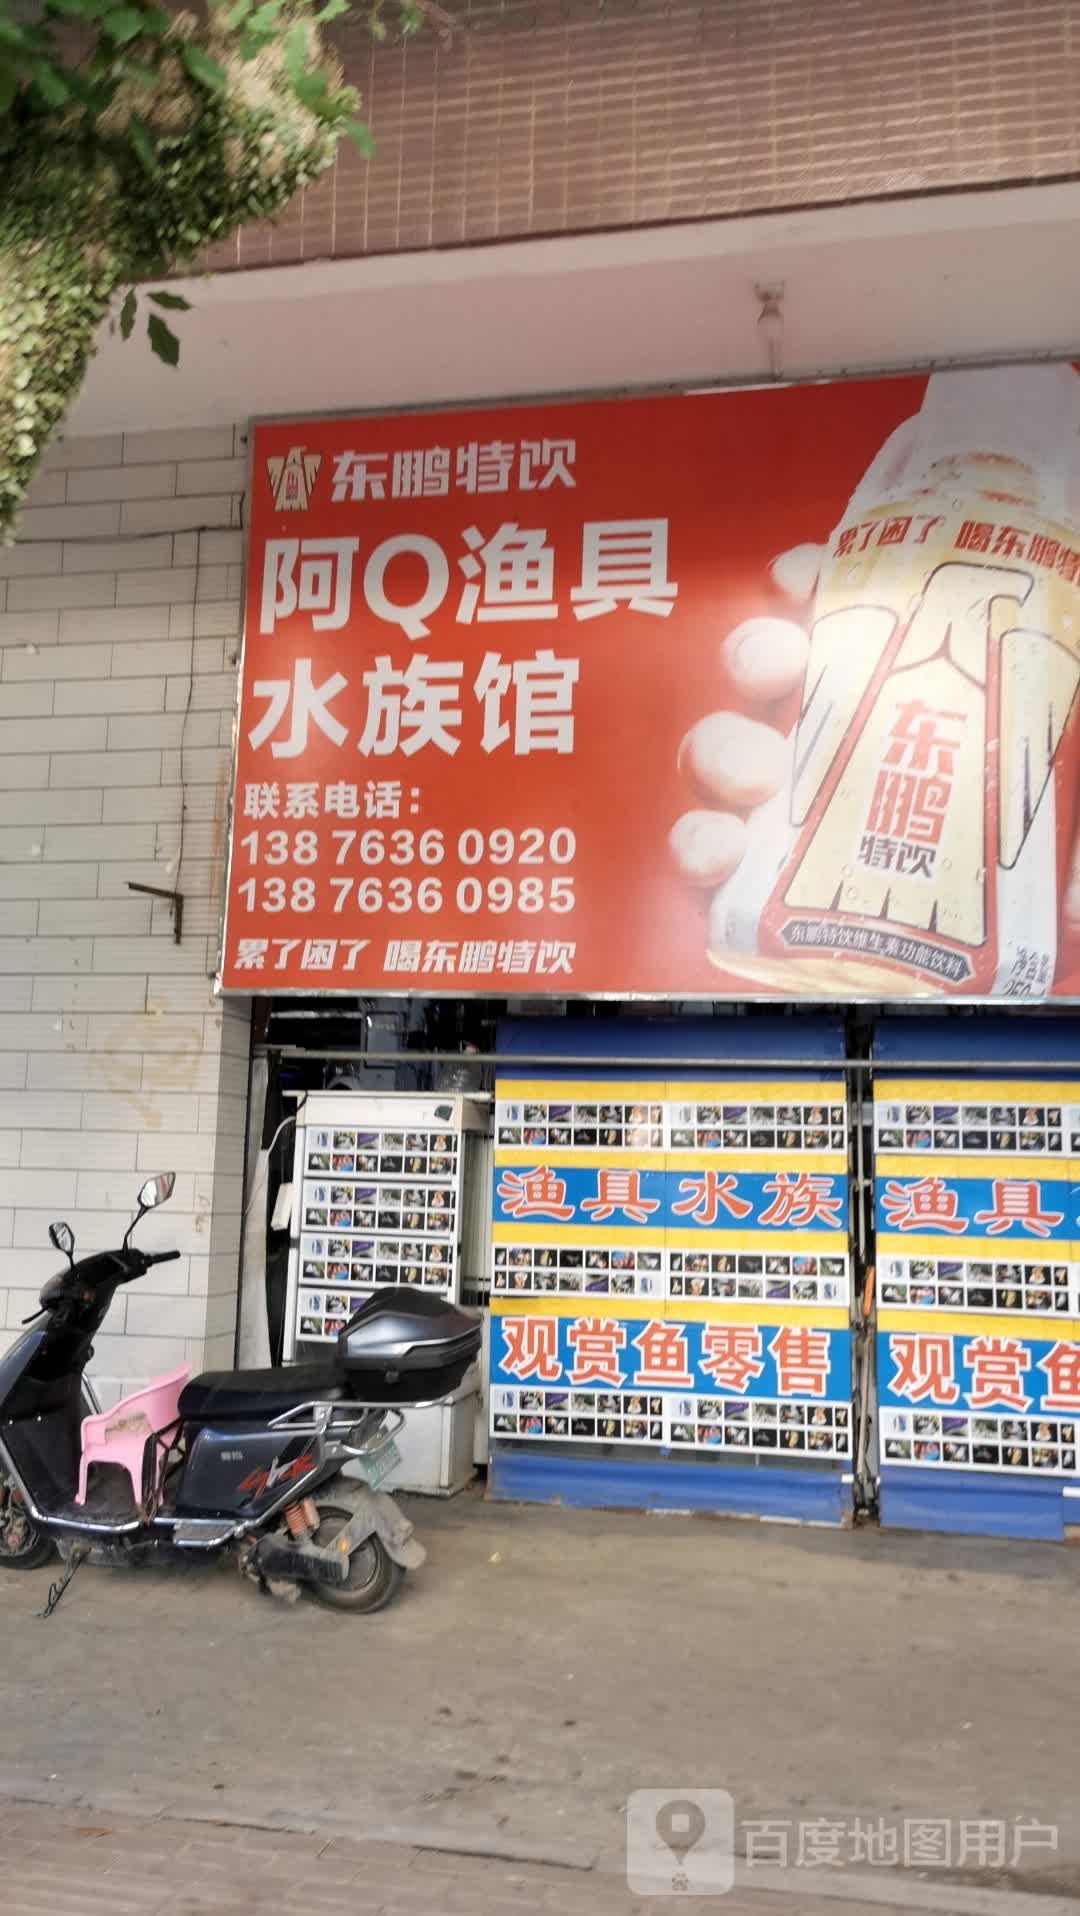 东鹏特饮
阿Q渔具
水族馆
联系电话：
138 7636 0920
138 7636 0985
累了困了 喝东鹏特饮
累了困了 喝东鹏特
东鹏
特饮
东鹏特饮维生素功能饮料
渔具水族
渔具
观赏鱼零售
观赏鱼
百度地图用户